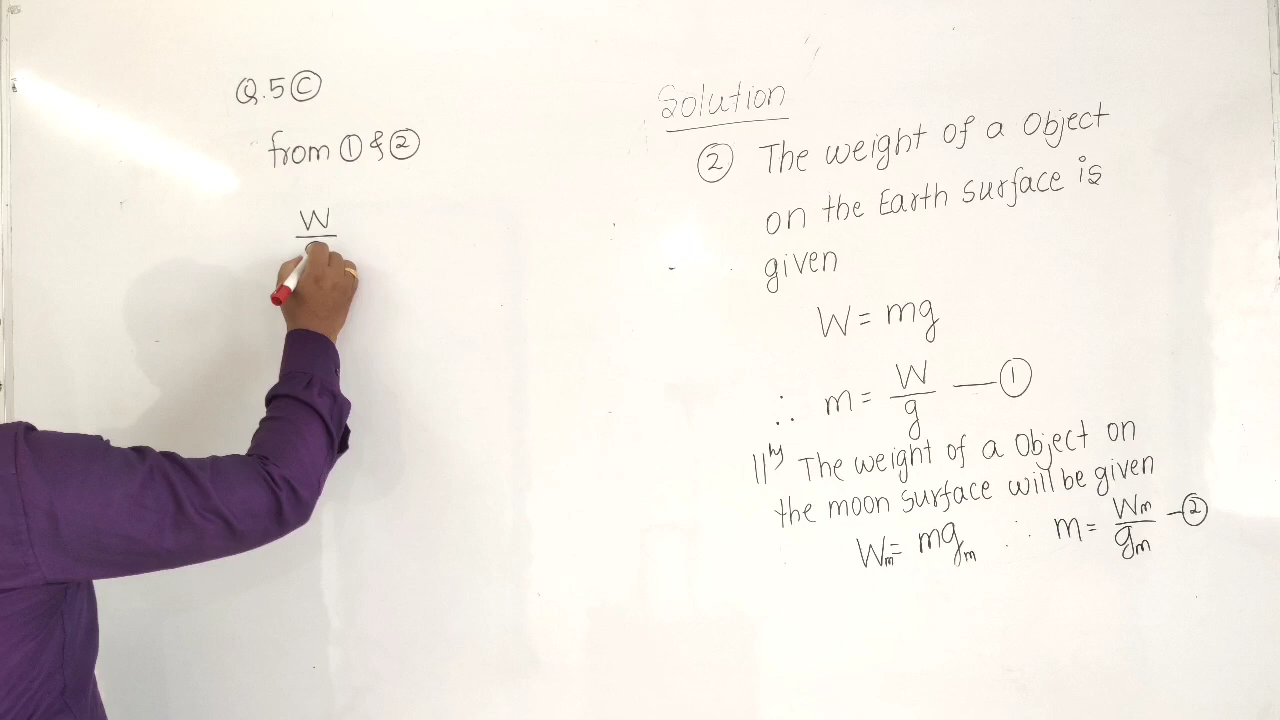 Q.5 Ⓒ
from ① & ②
W
Solution
② The weight of a Object
on the Earth surface is
given
W = mg
∴ m = W/g —①
||ly The weight of a Object on
the moon surface will be given
Wm = mgm ∴ m = Wm/gm —②